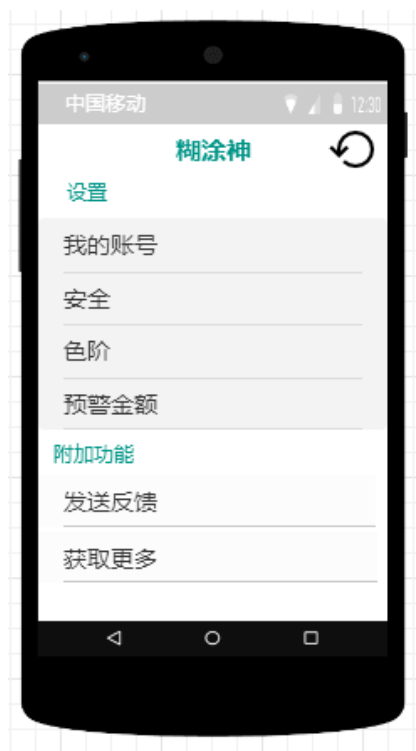 中国移动 12:30
糊涂神
设置
我的账号
安全
色阶
预警金额
附加功能
发送反馈
获取更多